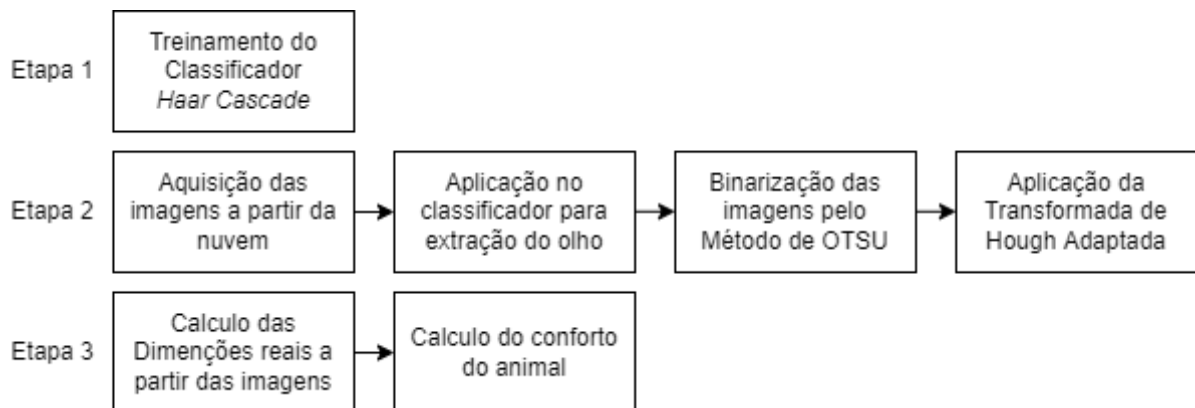 Etapa 1
Treinamento do
Classificador
Haar Cascade
Etapa 2
Aquisição das
imagens a partir da
nuvem
Aplicação no
classificador para
extração do olho
Binarização das
imagens pelo
Método de OTSU
Aplicação da
Transformada de
Hough Adaptada
Etapa 3
Calculo das
Dimenções reais a
partir das imagens
Calculo do conforto
do animal